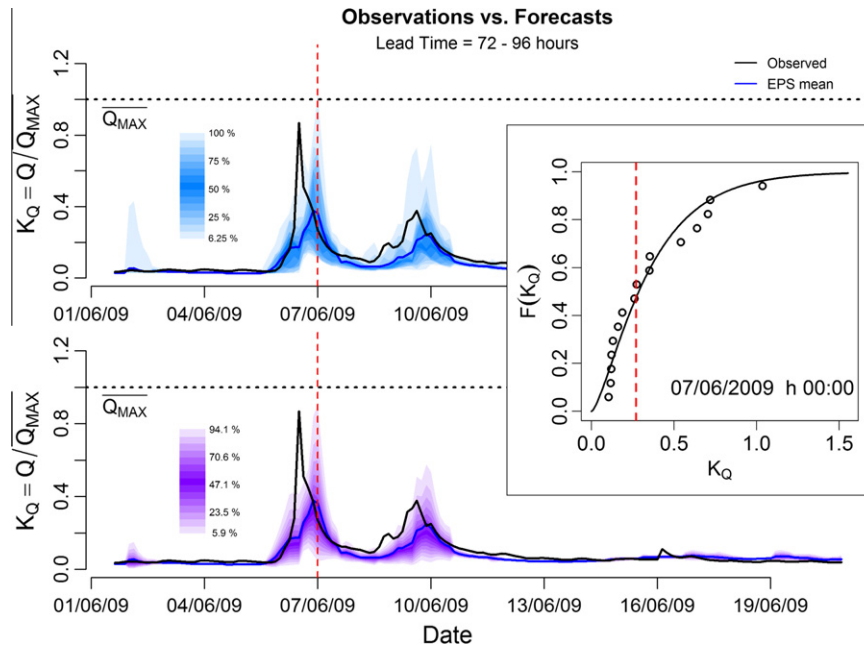 Observations vs. Forecasts
Lead Time = 72 - 96 hours
Observed
EPS mean
K_Q = Q/Q_MAX
1.2
0.8
0.4
0.0
Q_MAX
100 %
75 %
50 %
25 %
6.25 %
01/06/09 04/06/09 07/06/09 10/06/09
F(K_Q)
1.0
0.8
0.6
0.4
0.2
0.0
07/06/2009 h 00:00
0.0 0.5 1.0 1.5
K_Q
K_Q = Q/Q_MAX
1.2
0.8
0.4
0.0
Q_MAX
94.1 %
70.6 %
47.1 %
23.5 %
5.9 %
01/06/09 04/06/09 07/06/09 10/06/09 13/06/09 16/06/09 19/06/09
Date